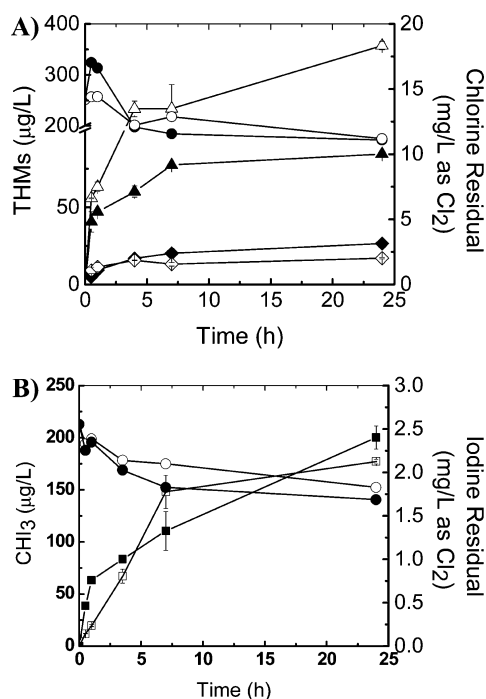 A)
400
300
200
50
0
THMs (μg/L)
20
15
10
5
0
Chlorine Residual
(mg/L as Cl2)
0 5 10 15 20 25
Time (h)
B)
250
200
150
100
50
0
CHI3 (μg/L)
3.0
2.5
2.0
1.5
1.0
0.5
0.0
Iodine Residual
(mg/L as Cl2)
0 5 10 15 20 25
Time (h)